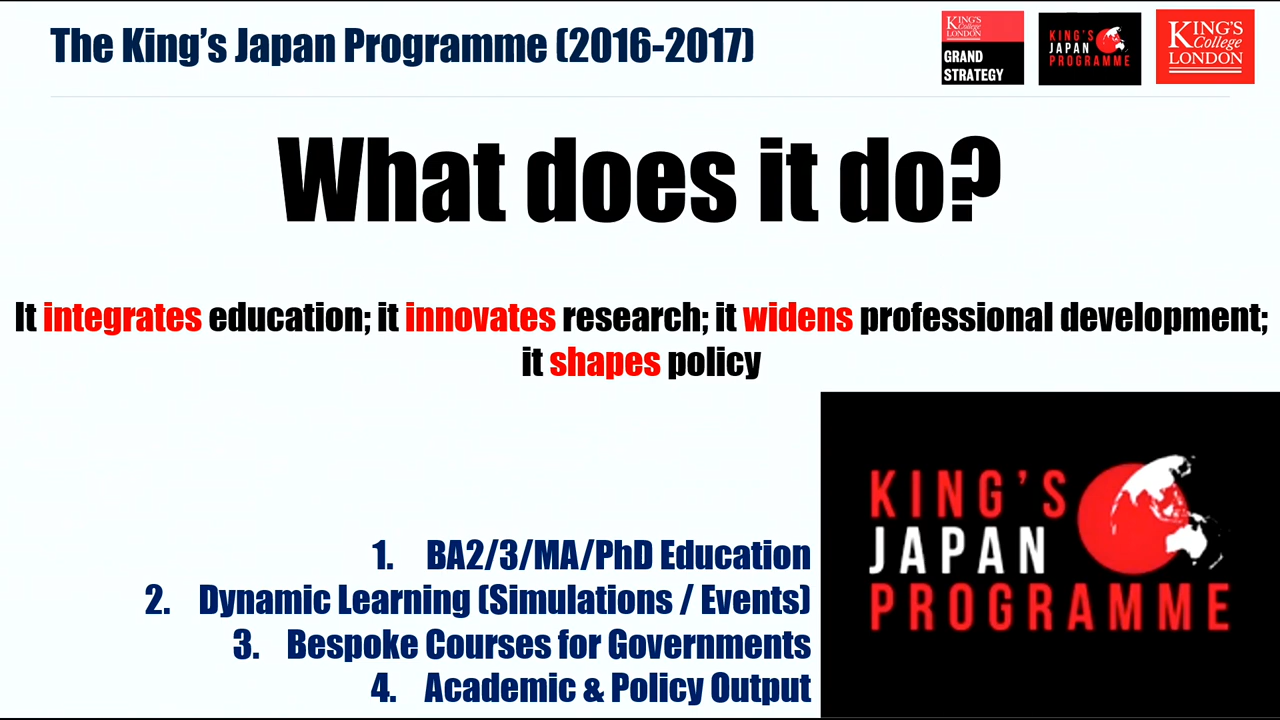 The King's Japan Programme (2016-2017)
KING'S
College
LONDON
GRAND
STRATEGY
KING'S
JAPAN
PROGRAMME
KING'S
College
LONDON
What does it do?
It integrates education; it innovates research; it widens professional development;
it shapes policy
1. BA2/3/MA/PhD Education
2. Dynamic Learning (Simulations / Events)
3. Bespoke Courses for Governments
4. Academic & Policy Output
KING'S
JAPAN
PROGRAMME